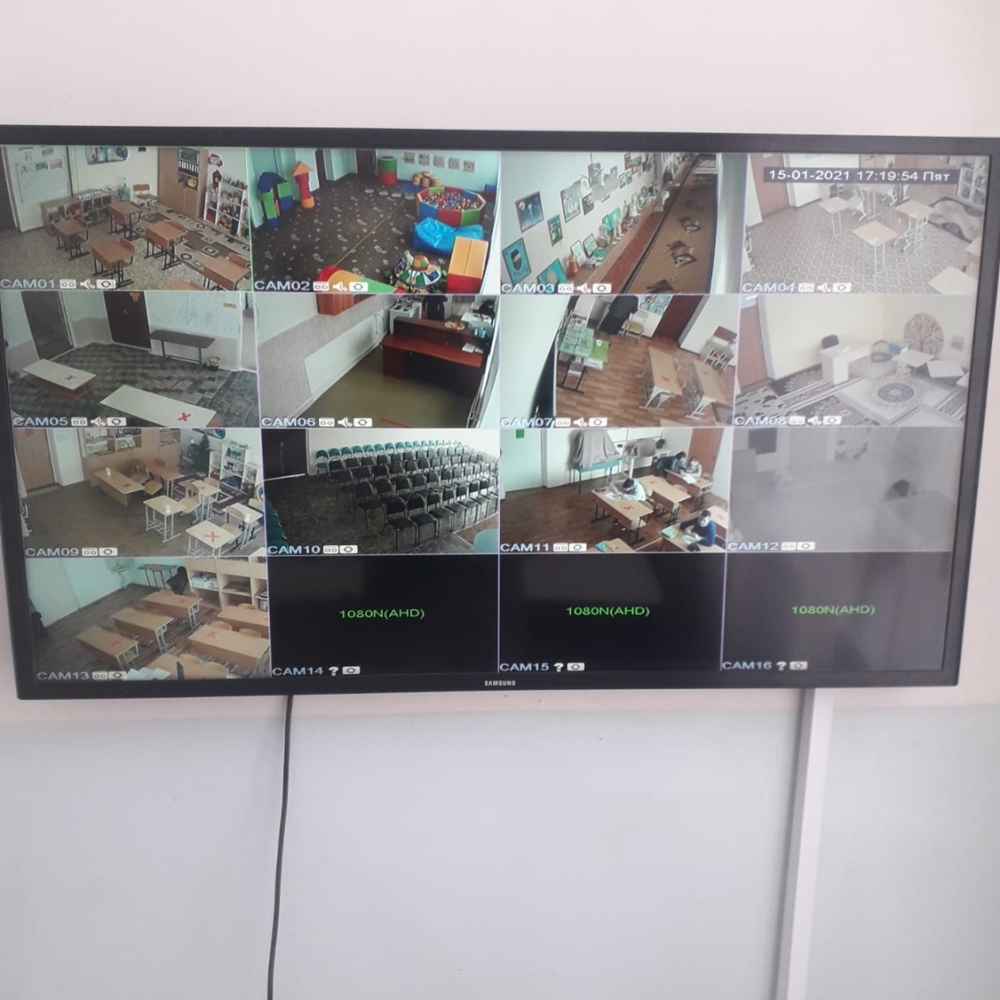 15-01-2021 17:19:54 Пят
CAM01
CAM02
CAM03
CAM04
CAM05
CAM06
CAM07
CAM08
CAM09
CAM10
CAM11
CAM12
CAM13
1080N(AHD)
CAM14 ?
1080N(AHD)
CAM15 ?
1080N(AHD)
CAM16 ?
SAMSUNG